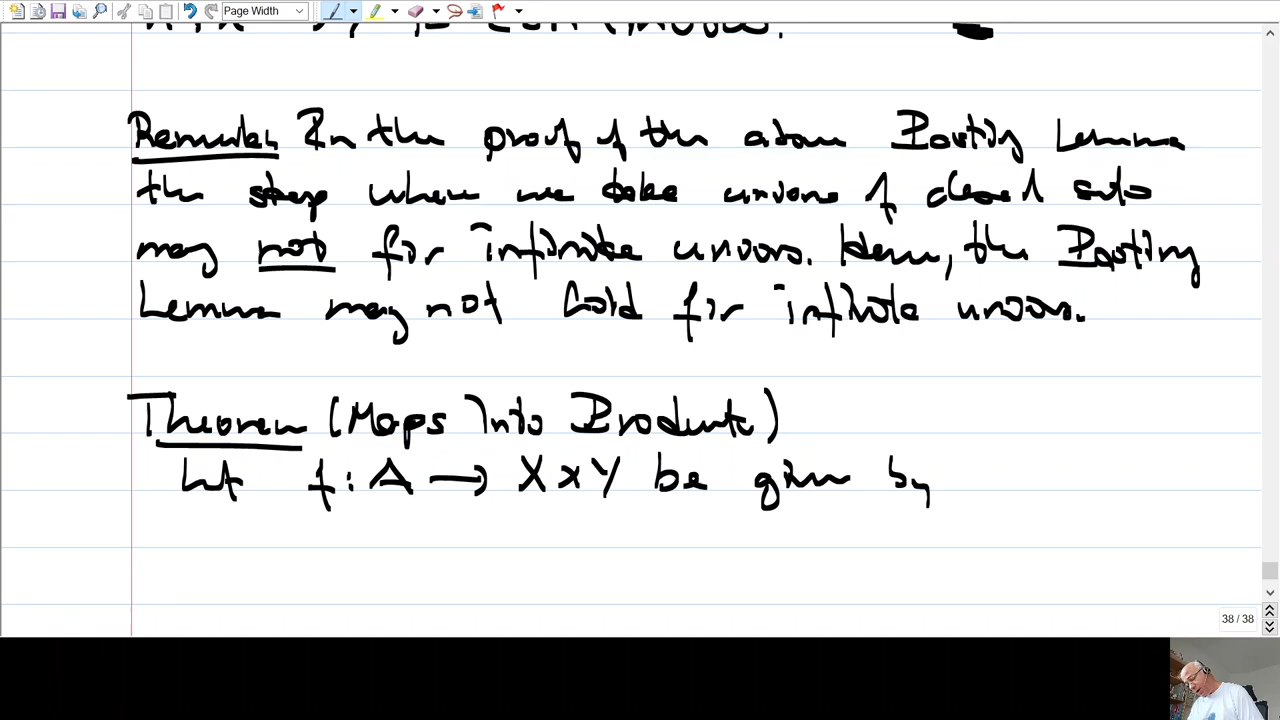 Page Width
is continuous.
Remark: In the proof of the above Pasting Lemma
the step where we take unions of closed sets
may not for infinite unions. Hence, the Pasting
Lemma may not hold for infinite unions.
Theorem (Maps Into Products)
Let f: A → X x Y be given by
38 / 38